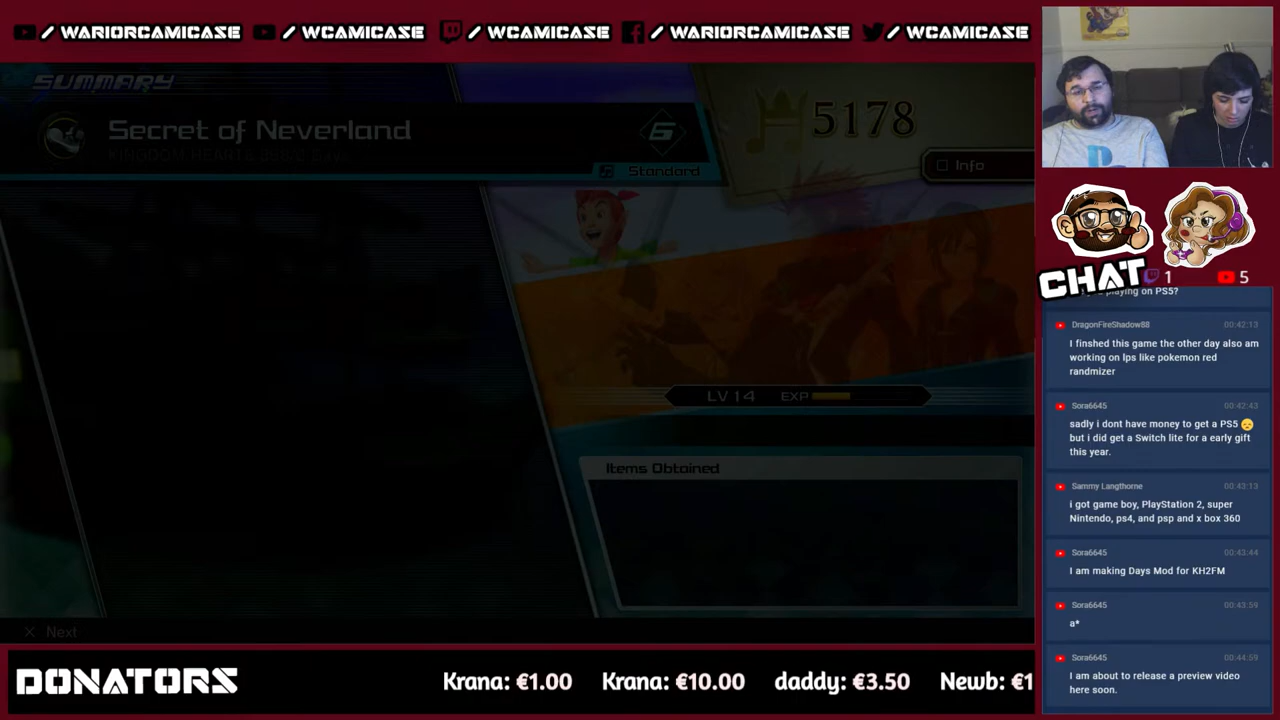 / WARIORCAMICASE / WCAMICASE / WCAMICASE / WARIORCAMICASE / WCAMICASE
SUMMARY
Secret of Neverland
KINGDOM HEARTS 358/2 Days
6
Standard
5178
Info
LV 14 EXP
Items Obtained
Next
CHAT
1
5
playing on PS5?
DragonFireShadow88 00:42:13
I finshed this game the other day also am
working on lps like pokemon red
randmizer
Sora6645 00:42:43
sadly i dont have money to get a PS5 😞
but i did get a Switch lite for a early gift
this year.
Sammy Langthorne 00:43:13
i got game boy, PlayStation 2, super
Nintendo, ps4, and psp and x box 360
Sora6645 00:43:44
I am making Days Mod for KH2FM
Sora6645 00:43:59
a*
Sora6645 00:44:59
I am about to release a preview video
here soon.
DONATORS
Krana: €1.00 Krana: €10.00 daddy: €3.50 Newb: €1